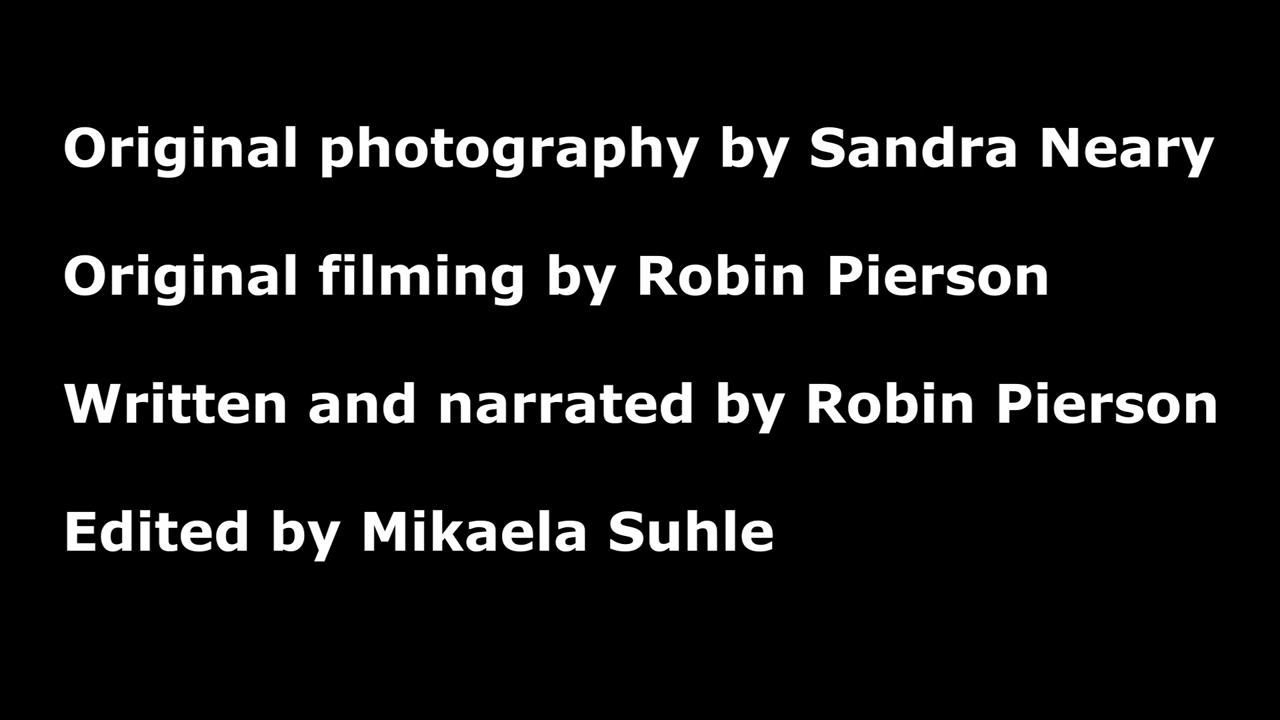 Original photography by Sandra Neary
Original filming by Robin Pierson
Written and narrated by Robin Pierson
Edited by Mikaela Suhle